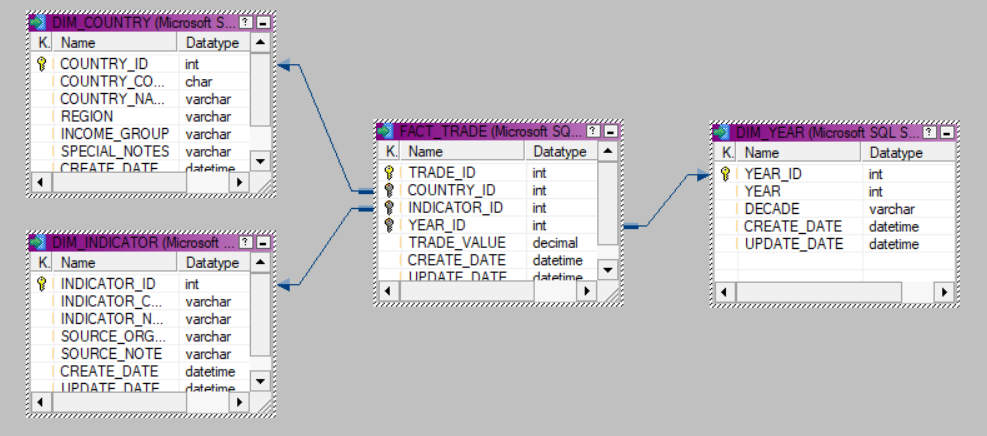 DIM_COUNTRY (Microsoft S...
K. Name Datatype
COUNTRY_ID int
COUNTRY_CO... char
COUNTRY_NA... varchar
REGION varchar
INCOME_GROUP varchar
SPECIAL_NOTES varchar
CREATE_DATE datetime
FACT_TRADE (Microsoft SQ...
K. Name Datatype
TRADE_ID int
COUNTRY_ID int
INDICATOR_ID int
YEAR_ID int
TRADE_VALUE decimal
CREATE_DATE datetime
UPDATE_DATE datetime
DIM_YEAR (Microsoft SQL S...
K. Name Datatype
YEAR_ID int
YEAR int
DECADE varchar
CREATE_DATE datetime
UPDATE_DATE datetime
DIM_INDICATOR (Microsoft ...
K. Name Datatype
INDICATOR_ID int
INDICATOR_C... varchar
INDICATOR_N... varchar
SOURCE_ORG... varchar
SOURCE_NOTE varchar
CREATE_DATE datetime
UPDATE_DATE datetime